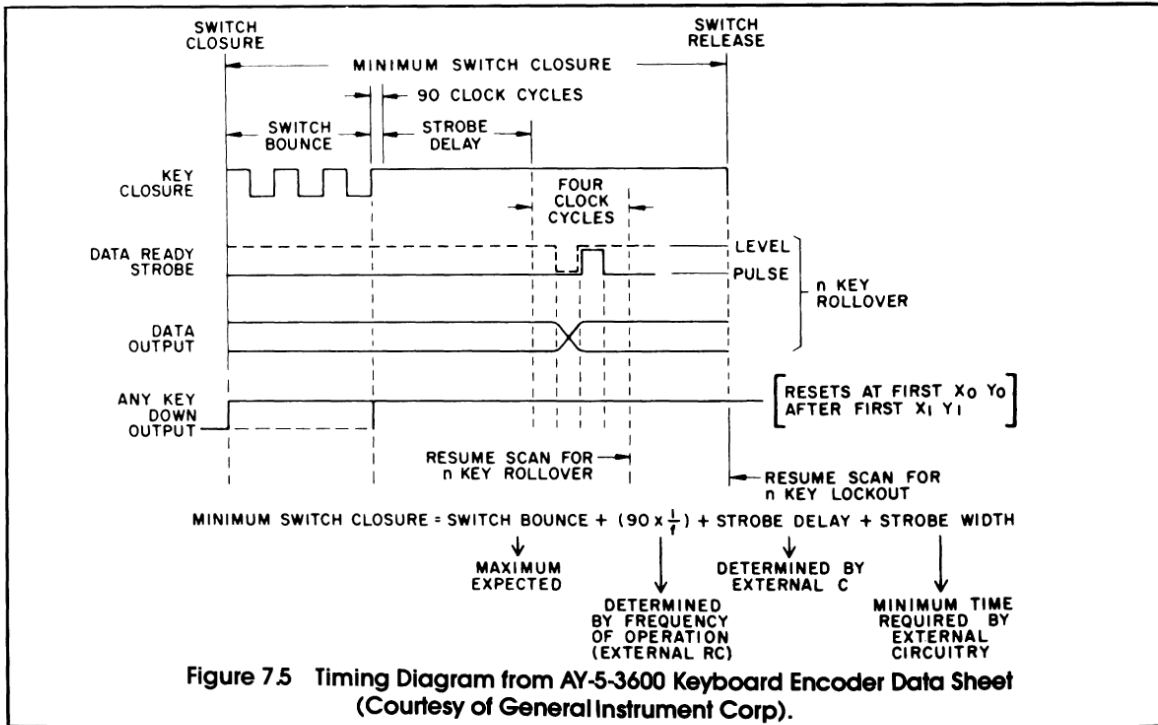 SWITCH CLOSURE
SWITCH RELEASE
MINIMUM SWITCH CLOSURE
90 CLOCK CYCLES
SWITCH BOUNCE
STROBE DELAY
KEY CLOSURE
FOUR CLOCK CYCLES
DATA READY STROBE
LEVEL
PULSE
n KEY ROLLOVER
DATA OUTPUT
ANY KEY DOWN OUTPUT
[RESETS AT FIRST X0 Y0
AFTER FIRST X1 Y1]
RESUME SCAN FOR
n KEY ROLLOVER
RESUME SCAN FOR
n KEY LOCKOUT
MINIMUM SWITCH CLOSURE = SWITCH BOUNCE + (90 x 1/f) + STROBE DELAY + STROBE WIDTH
MAXIMUM EXPECTED
DETERMINED BY FREQUENCY OF OPERATION (EXTERNAL RC)
DETERMINED BY EXTERNAL C
MINIMUM TIME REQUIRED BY EXTERNAL CIRCUITRY
Figure 7.5 Timing Diagram from AY-5-3600 Keyboard Encoder Data Sheet
(Courtesy of General Instrument Corp).